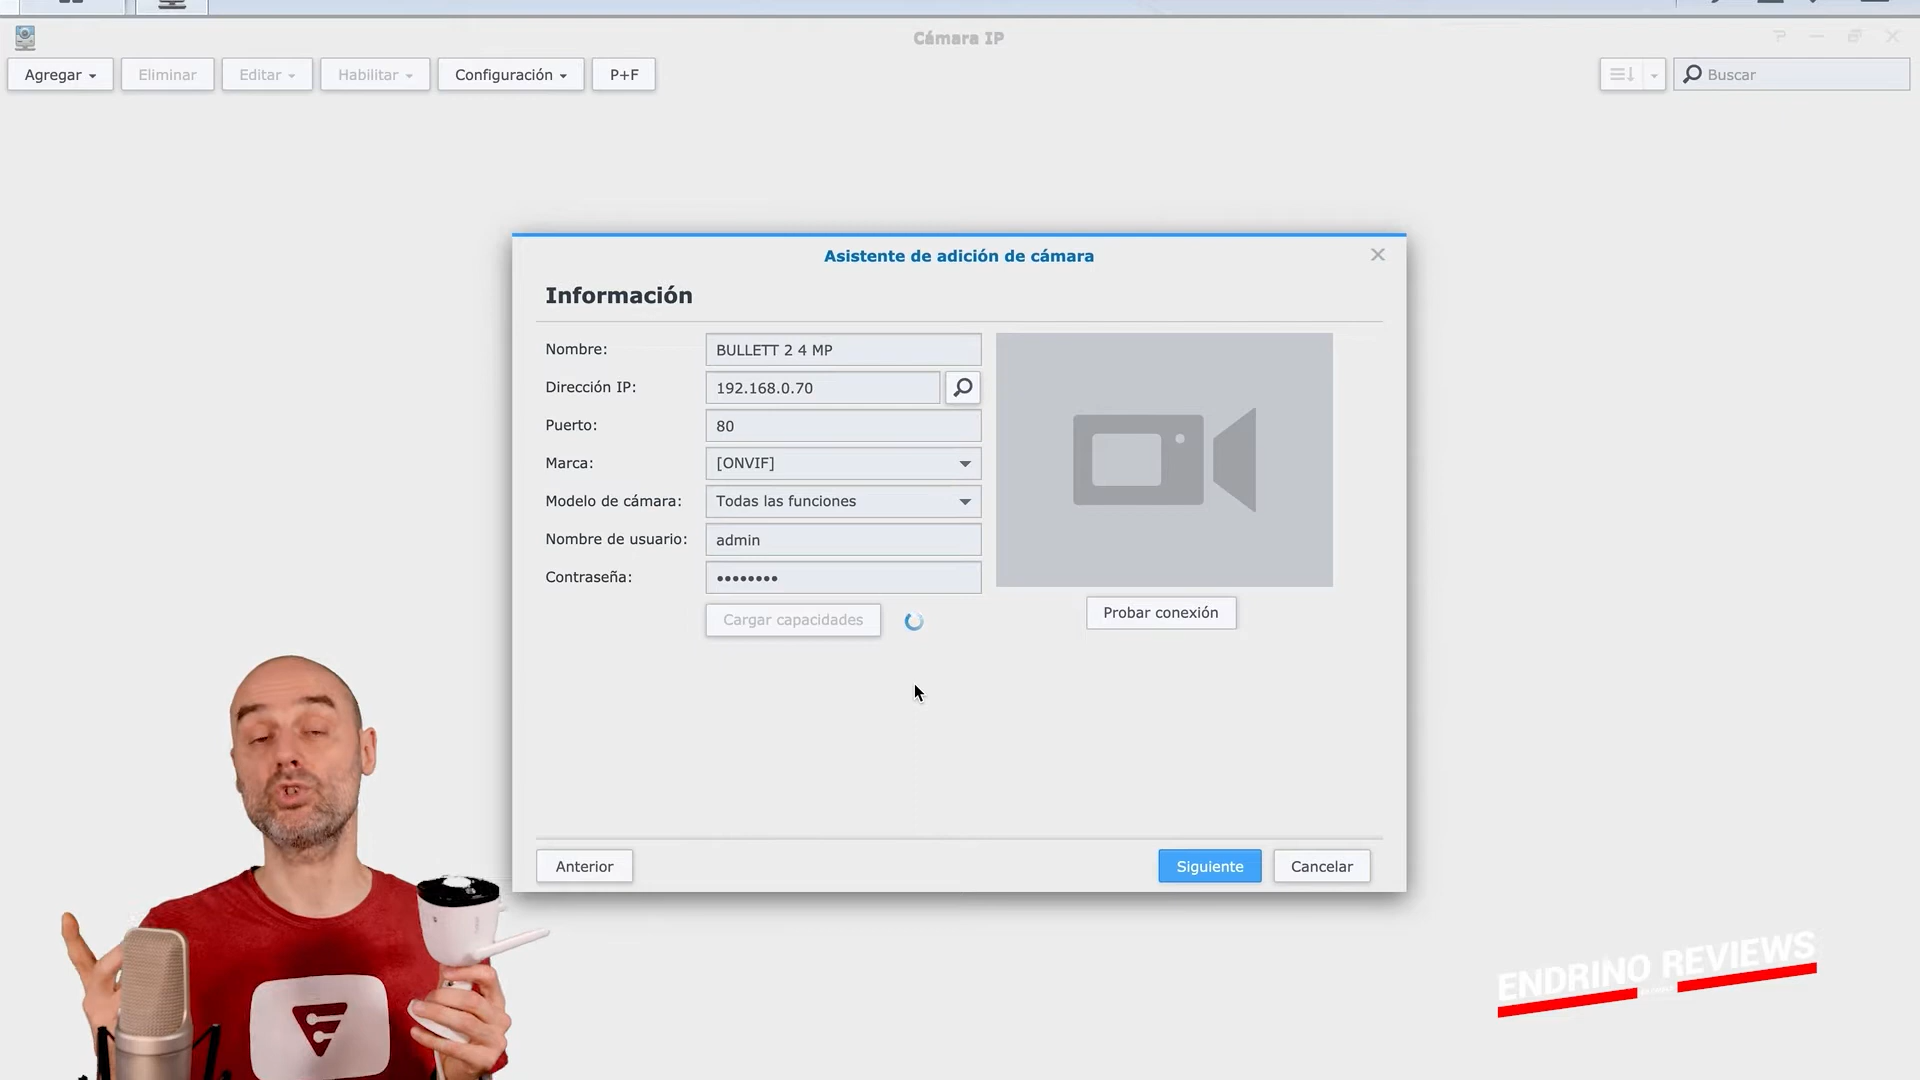 Cámara IP
Agregar
Eliminar
Editar
Habilitar
Configuración
P+F
Buscar
Asistente de adición de cámara
Información
Nombre:
BULLETT 2 4 MP
Dirección IP:
192.168.0.70
Puerto:
80
Marca:
[ONVIF]
Modelo de cámara:
Todas las funciones
Nombre de usuario:
admin
Contraseña:
••••••••
Cargar capacidades
Probar conexión
Anterior
Siguiente
Cancelar
ENDRINO REVIEWS